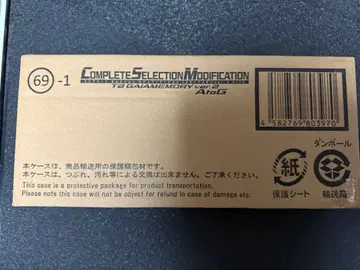 69-1
COMPLETE SELECTION MODIFICATION
T2 GAIAMEMORY ver.2
AtoG
4582769803970
本ケースは、商品輸送用の保護梱包材です。
本ケースは、つぶれ、汚れ等による交換は出来ません。ご了承ください。
This case is a protective package for product transportation.
Please note this case will not be object for refund in case of damage etc.
紙
保護シート
ダンボール
輸送箱